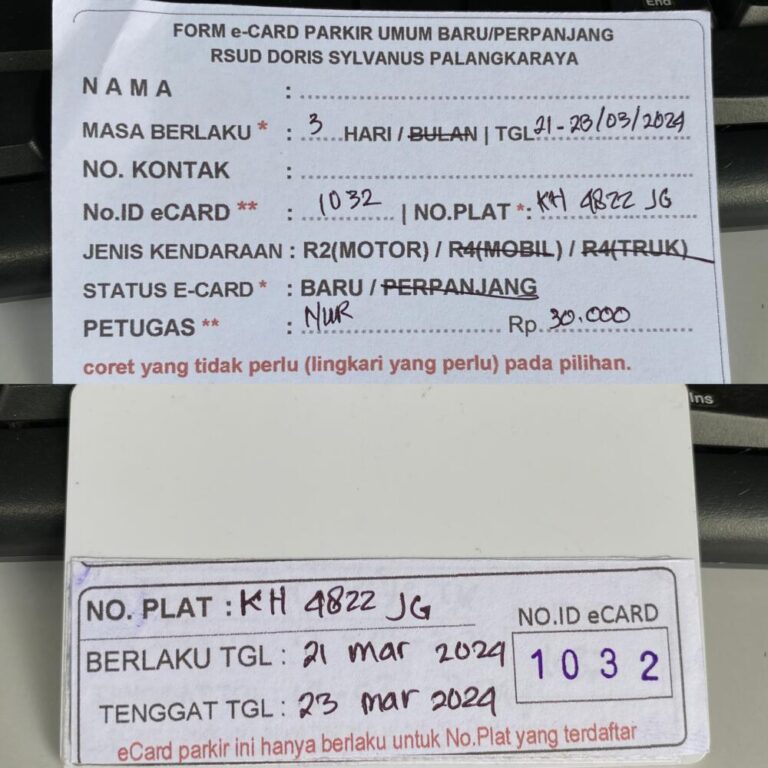 End
FORM e-CARD PARKIR UMUM BARU/PERPANJANG
RSUD DORIS SYLVANUS PALANGKARAYA
NAMA :
MASA BERLAKU * : 3 HARI / BULAN | TGL 21-23/03/2024
NO. KONTAK :
No.ID eCARD ** : 1032 | NO.PLAT *: KH 4822 JG
JENIS KENDARAAN : R2(MOTOR) / R4(MOBIL) / R4(TRUK)
STATUS E-CARD * : BARU / PERPANJANG
PETUGAS ** : NUR Rp. 30.000
coret yang tidak perlu (lingkari yang perlu) pada pilihan.
Ins
NO. PLAT : KH 4822 JG
NO.ID eCARD
BERLAKU TGL : 21 mar 2024
1032
TENGGAT TGL : 23 mar 2024
eCard parkir ini hanya berlaku untuk No.Plat yang terdaftar